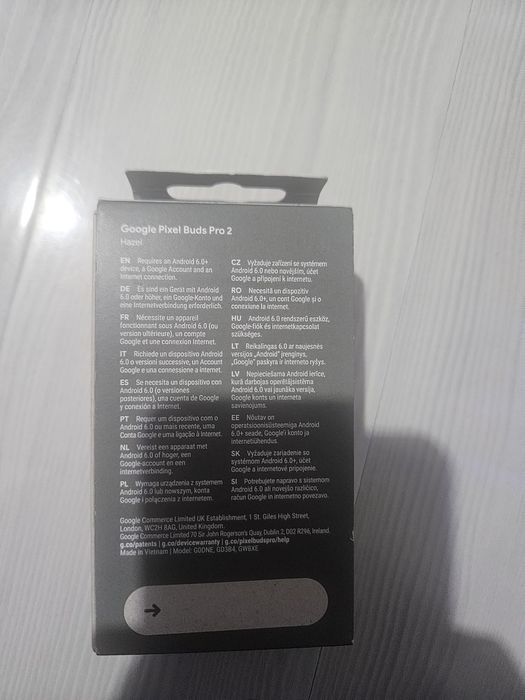 Google Pixel Buds Pro 2
Hazel
EN Requires an Android 6.0+
device, a Google Account and an
Internet connection.
DE Es sind ein Gerät mit Android
6.0 oder höher, ein Google-Konto und
eine Internetverbindung erforderlich.
FR Nécessite un appareil
fonctionnant sous Android 6.0 (ou
version ultérieure), un compte
Google et une connexion Internet.
IT Richiede un dispositivo Android
6.0 o versioni successive, un Account
Google e una connessione a internet.
ES Se necesita un dispositivo con
Android 6.0 (o versiones
posteriores), una cuenta de Google
y conexión a Internet.
PT Requer um dispositivo com o
Android 6.0 ou mais recente, uma
Conta Google e uma ligação à Internet.
NL Vereist een apparaat met
Android 6.0 of hoger, een
Google-account en een
internetverbinding.
PL Wymaga urządzenia z systemem
Android 6.0 lub nowszym, konta
Google i połączenia z internetem.
CZ Vyžaduje zařízení se systémem
Android 6.0 nebo novějším, účet
Google a připojení k internetu.
RO Necesită un dispozitiv
Android 6.0+, un cont Google și o
conexiune la internet.
HU Android 6.0 rendszerű eszköz,
Google-fiók és internetkapcsolat
szükséges.
LT Reikalingas 6.0 ar naujesnės
versijos „Android" įrenginys,
„Google" paskyra ir interneto ryšys.
LV Nepieciešama Android ierīce,
kurā darbojas operētājsistēma
Android 6.0 vai jaunāka versija,
Google konts un interneta
savienojums.
EE Nõutav on
operatsioonisüsteemiga Android
6.0+ seade, Google'i konto ja
internetiühendus.
SK Vyžaduje zariadenie so
systémom Android 6.0+, účet
Google a internetové pripojenie.
SI Potrebujete napravo s sistemom
Android 6.0 ali novejšo različico,
račun Google in internetno povezavo.
Google Commerce Limited UK Establishment, 1 St. Giles High Street,
London, WC2H 8AG, United Kingdom.
Google Commerce Limited 70 Sir John Rogerson's Quay, Dublin 2, D02 R296, Ireland.
g.co/patents | g.co/devicewarranty | g.co/pixelbudspro/help
Made in Vietnam | Model: G0ONE, GD3B4, GWBXE